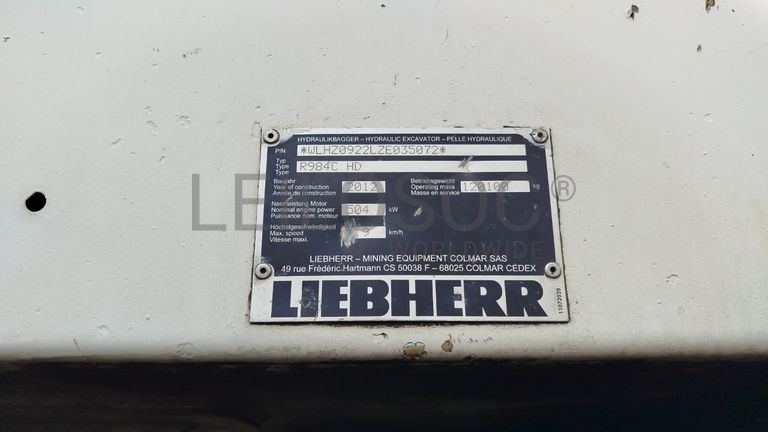 HYDRAULIKBAGGER - HYDRAULIC EXCAVATOR - PELLE HYDRAULIQUE
PIN *WLHZ0922LZE035072*
Typ
Type R984C HD
Type
Baujahr
Year of construction 2012
Année de construction
Betriebsgewicht
Operating mass 120100 kg
Masse en service
Nennleistung Motor
Nominal engine power 504 kW
Puissance nom. moteur
Höchstgeschwindigkeit
Max. speed 9 km/h
Vitesse maxi.
LIEBHERR – MINING EQUIPMENT COLMAR SAS
49 rue Frédéric Hartmann CS 50038 F – 68025 COLMAR CEDEX
LIEBHERR
11072039
WORLDWIDE